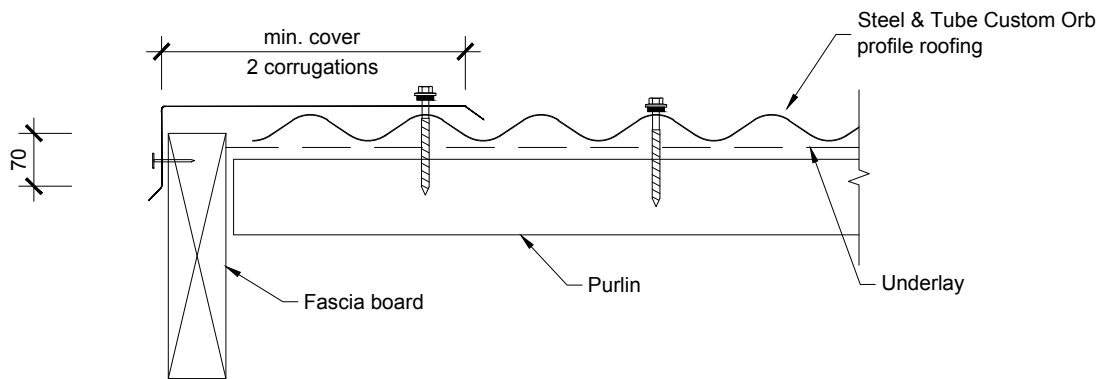 Steel & Tube Custom Orb
profile roofing
min. cover
2 corrugations
70
Underlay
Purlin
Fascia board